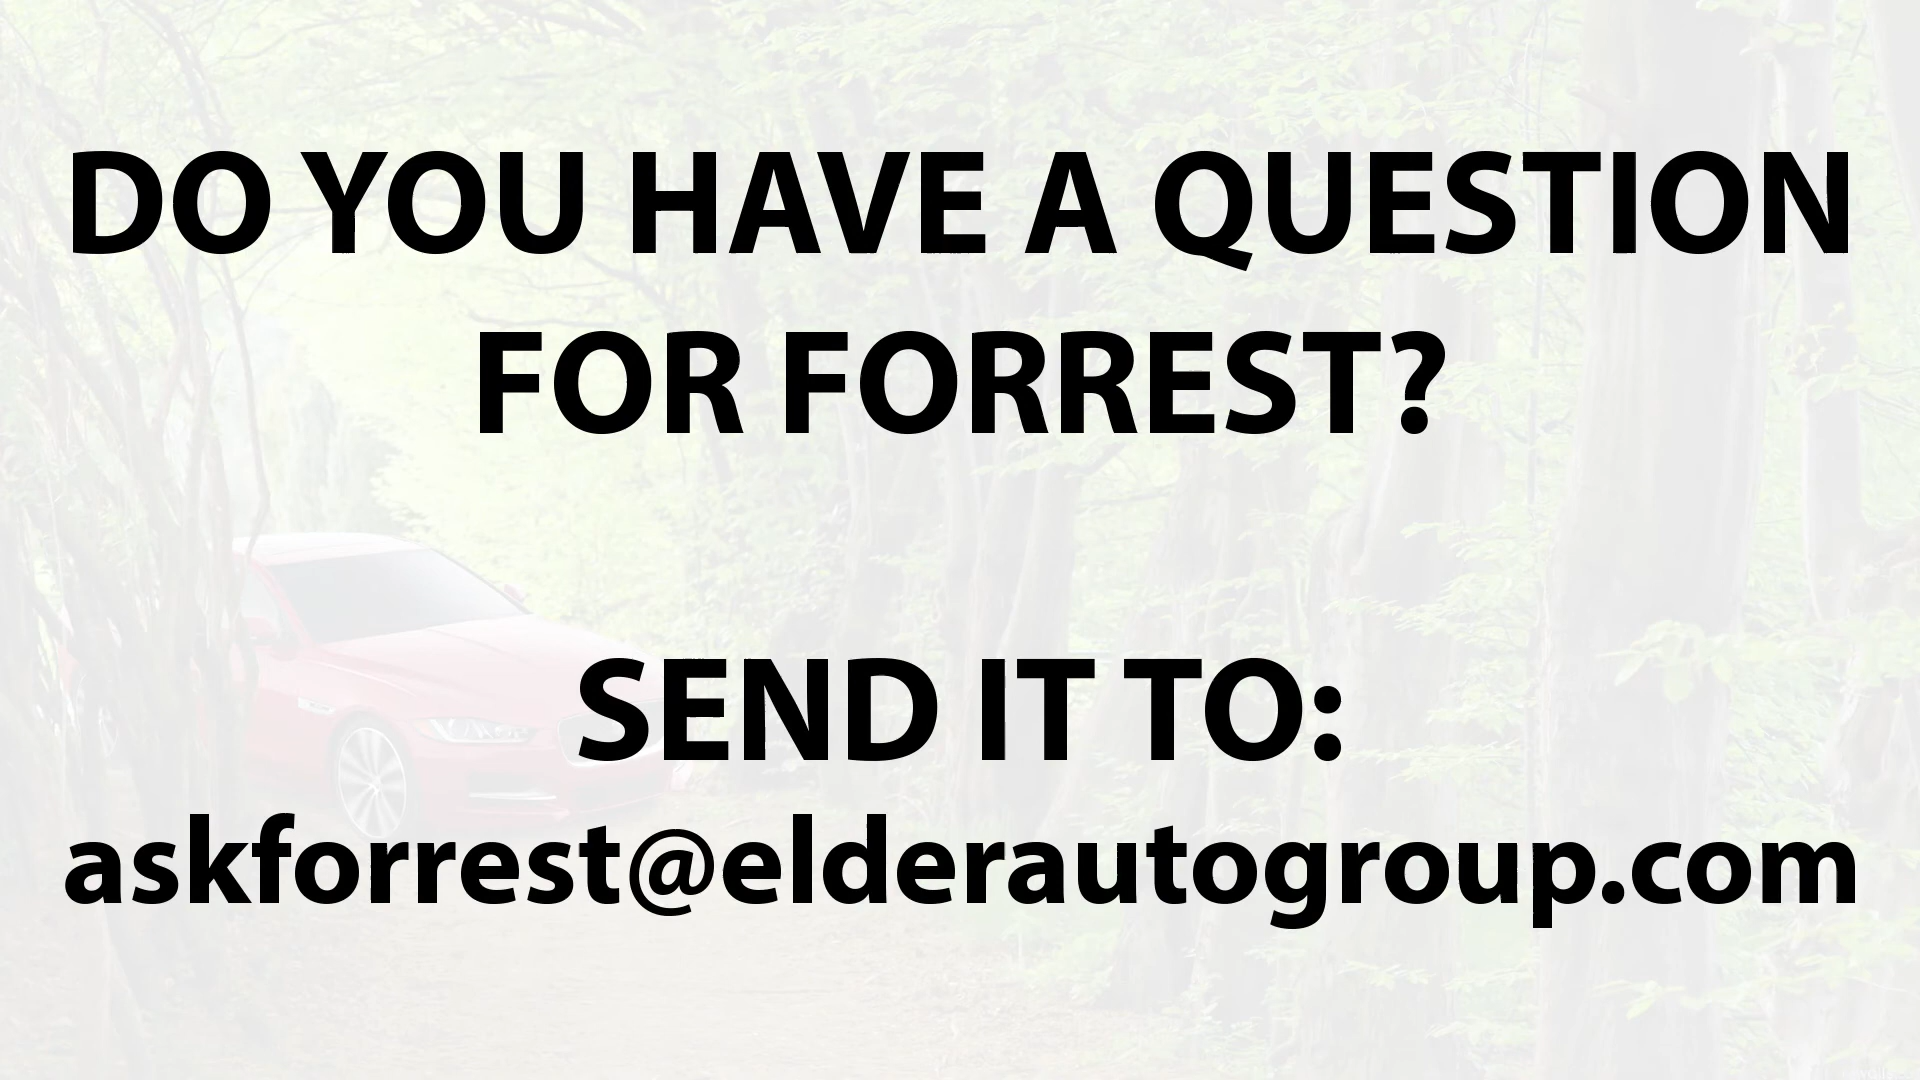 DO YOU HAVE A QUESTION
FOR FORREST?
SEND IT TO:
askforrest@elderautogroup.com